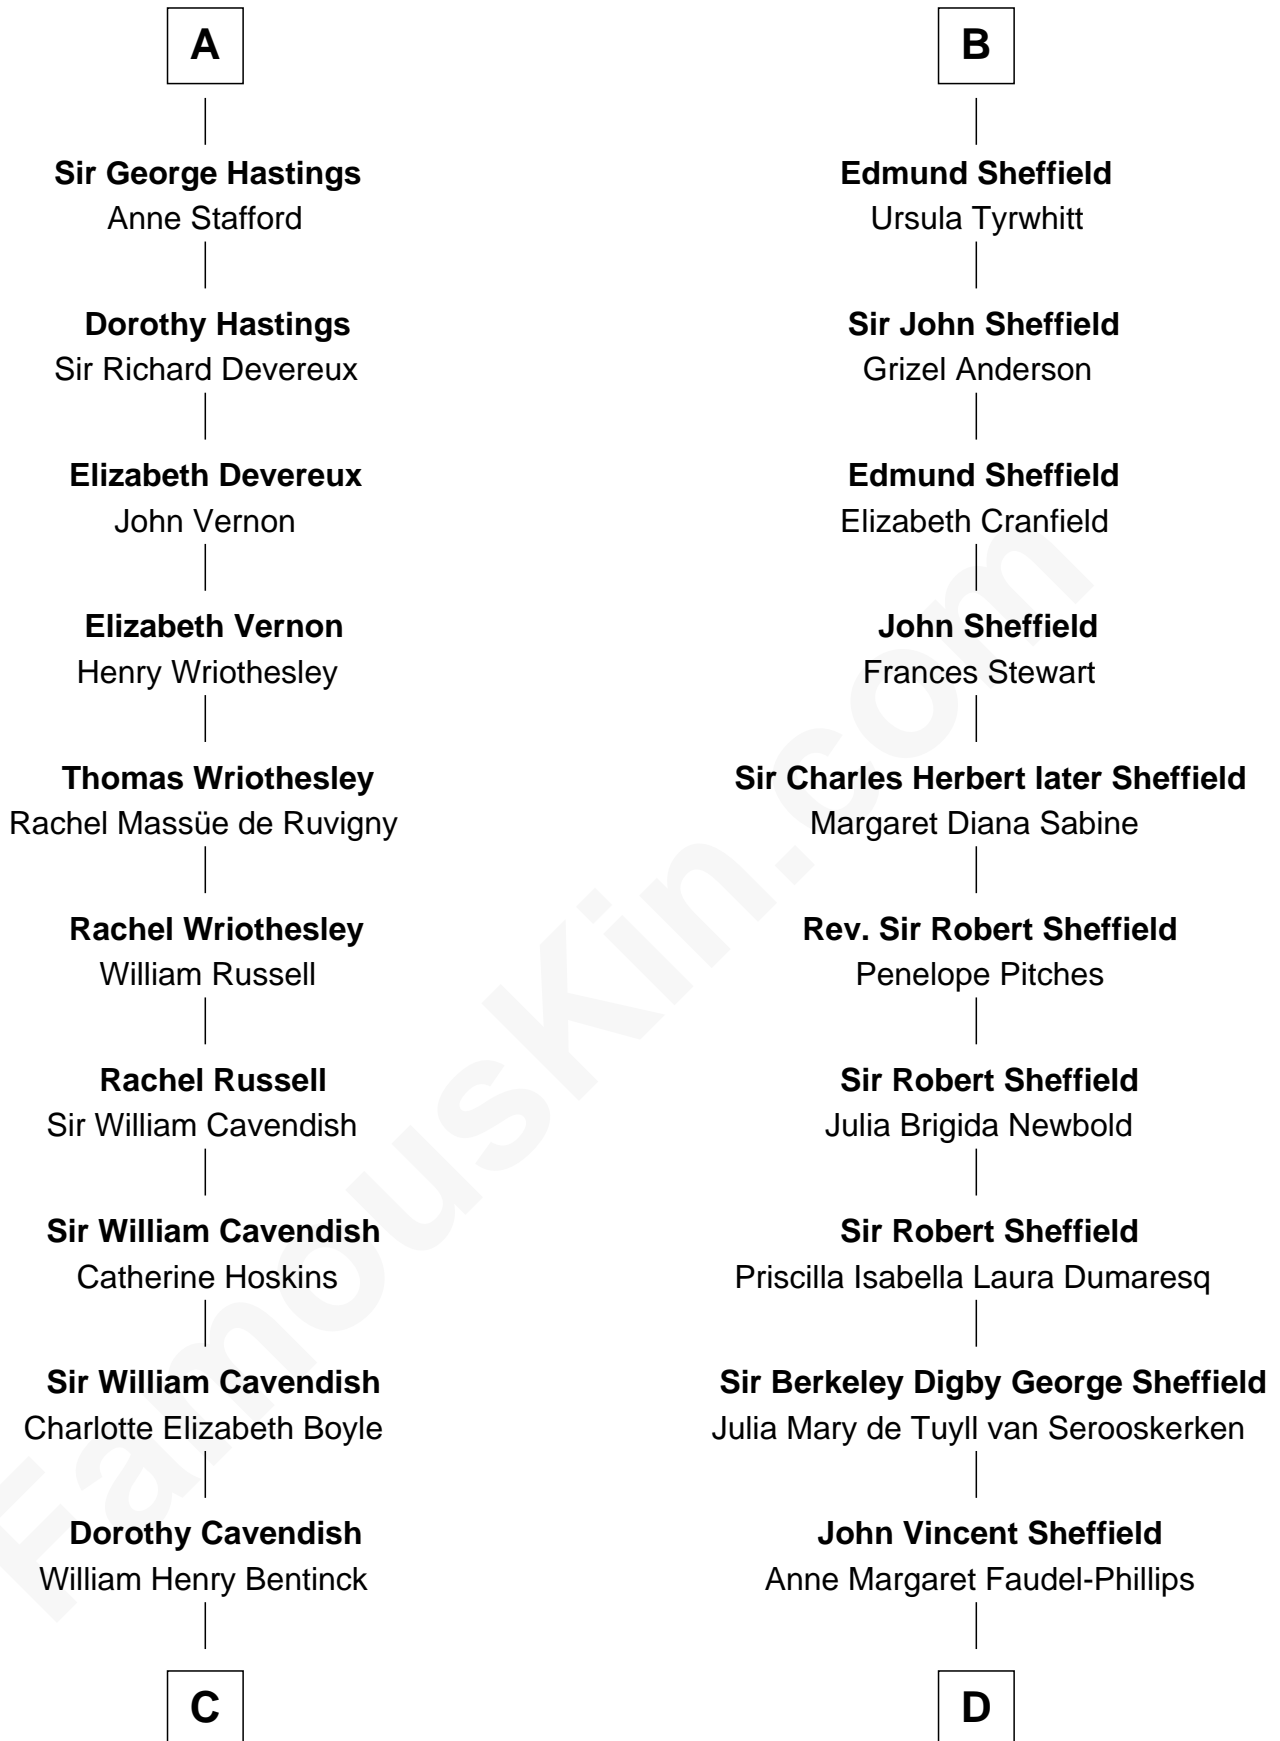 A
Sir George Hastings
Anne Stafford
Dorothy Hastings
Sir Richard Devereux
Elizabeth Devereux
John Vernon
Elizabeth Vernon
Henry Wriothesley
Thomas Wriothesley
Rachel Massüe de Ruvigny
Rachel Wriothesley
William Russell
Rachel Russell
Sir William Cavendish
Sir William Cavendish
Catherine Hoskins
Sir William Cavendish
Charlotte Elizabeth Boyle
Dorothy Cavendish
William Henry Bentinck
C
B
Edmund Sheffield
Ursula Tyrwhitt
Sir John Sheffield
Grizel Anderson
Edmund Sheffield
Elizabeth Cranfield
John Sheffield
Frances Stewart
Sir Charles Herbert later Sheffield
Margaret Diana Sabine
Rev. Sir Robert Sheffield
Penelope Pitches
Sir Robert Sheffield
Julia Brigida Newbold
Sir Robert Sheffield
Priscilla Isabella Laura Dumaresq
Sir Berkeley Digby George Sheffield
Julia Mary de Tuyll van Serooskerken
John Vincent Sheffield
Anne Margaret Faudel-Phillips
D
FamousKin.com